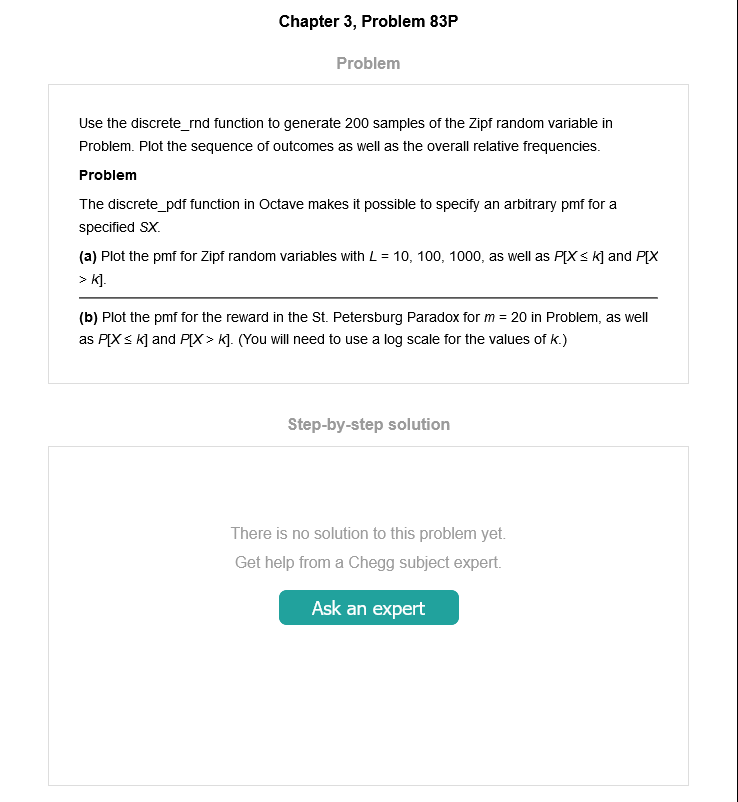 Chapter 3, Problem 83P
Problem
Use the discrete_rnd function to generate 200 samples of the Zipf random variable in
Problem. Plot the sequence of outcomes as well as the overall relative frequencies.
Problem
The discrete_pdf function in Octave makes it possible to specify an arbitrary pmf for a
specified SX.
(a) Plot the pmf for Zipf random variables with L = 10, 100, 1000, as well as P[X ≤ k] and P[X
> k].
(b) Plot the pmf for the reward in the St. Petersburg Paradox for m = 20 in Problem, as well
as P[X ≤ k] and P[X > k]. (You will need to use a log scale for the values of k.)
Step-by-step solution
There is no solution to this problem yet.
Get help from a Chegg subject expert.
Ask an expert